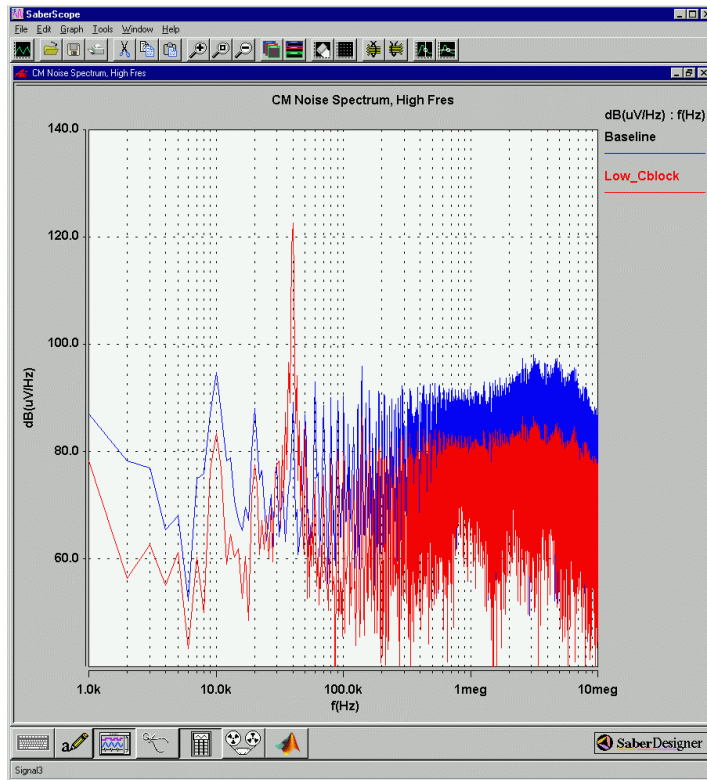 SaberScope
File Edit Graph Tools Window Help
CM Noise Spectrum, High Fres
CM Noise Spectrum, High Fres
dB(uV/Hz) : f(Hz)
Baseline
Low_Cblock
140.0
120.0
100.0
80.0
60.0
dB(uV/Hz)
1.0k 10.0k 100.0k 1meg 10meg
f(Hz)
a
SaberDesigner
Signal3